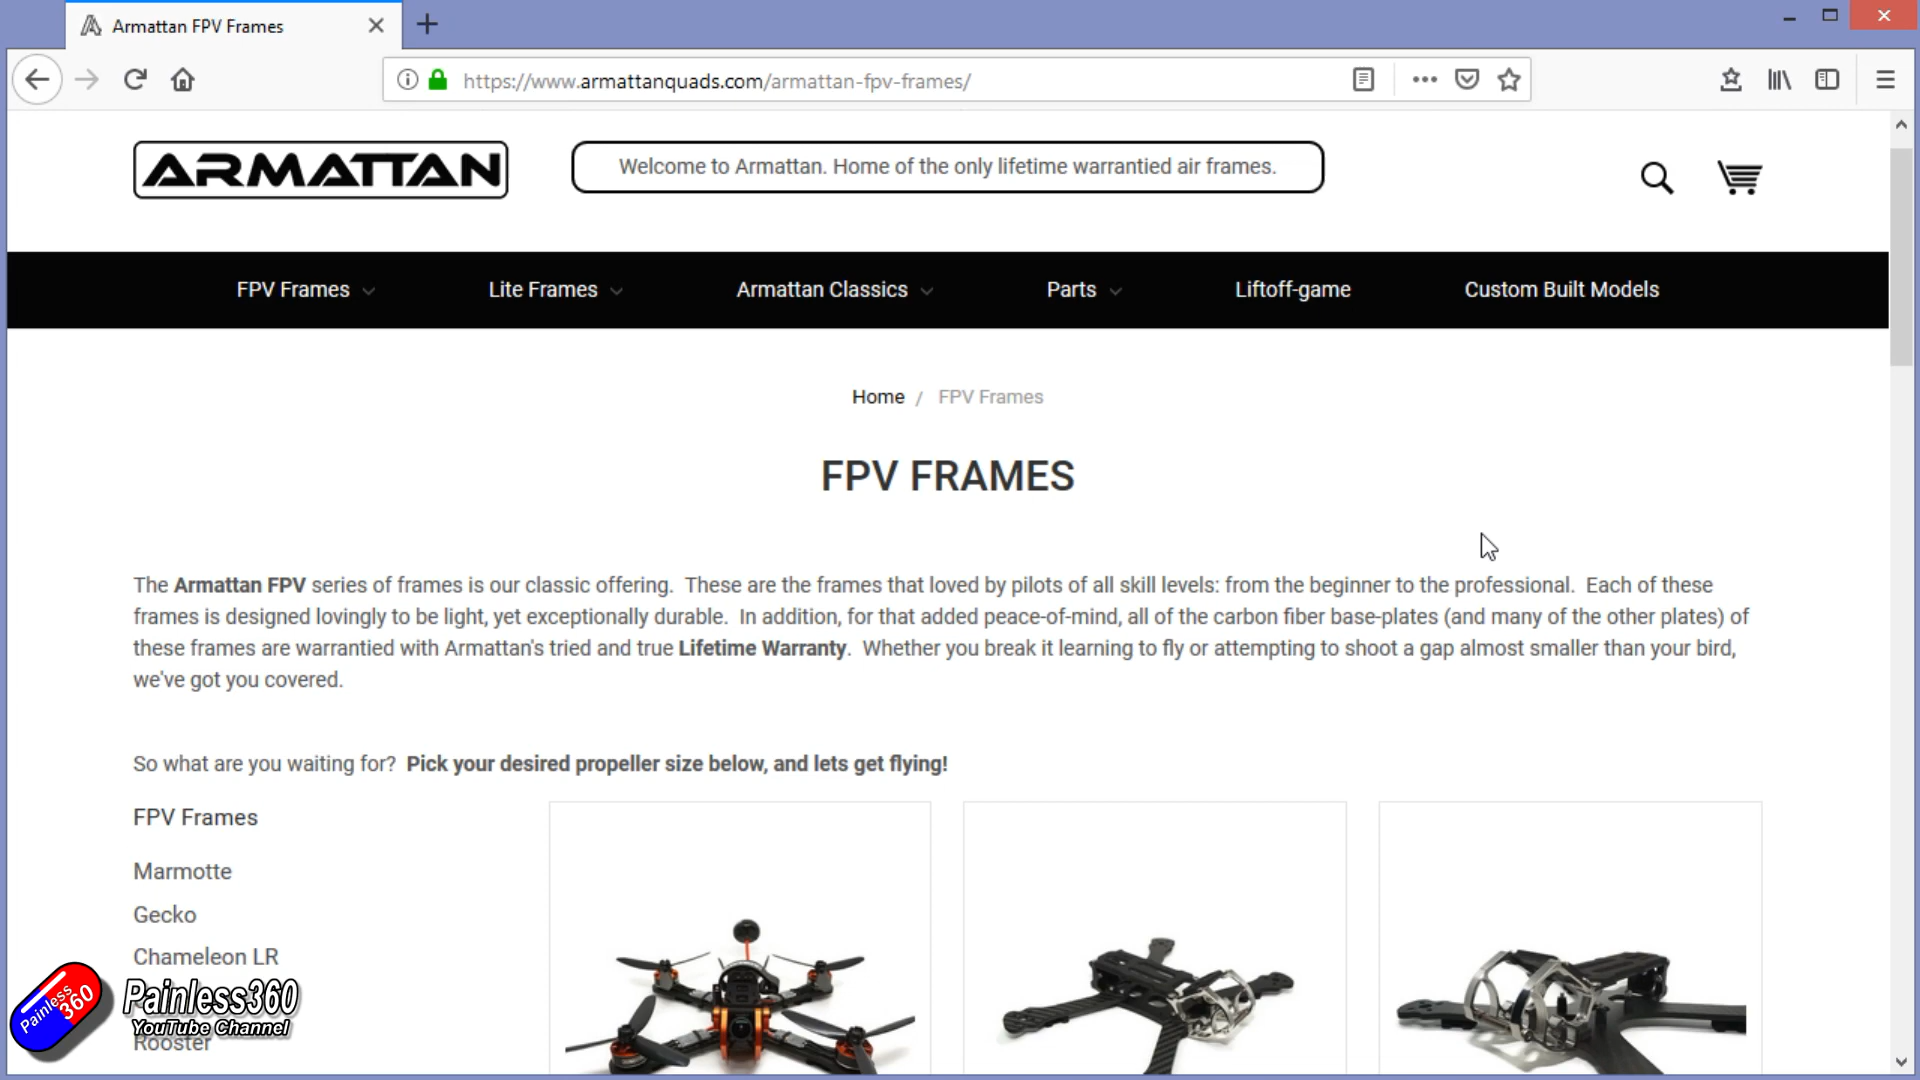 Armattan FPV Frames
https://www.armattanquads.com/armattan-fpv-frames/
ARMATTAN
Welcome to Armattan. Home of the only lifetime warrantied air frames.
FPV Frames
Lite Frames
Armattan Classics
Parts
Liftoff-game
Custom Built Models
Home / FPV Frames
FPV FRAMES
The Armattan FPV series of frames is our classic offering. These are the frames that loved by pilots of all skill levels: from the beginner to the professional. Each of these
frames is designed lovingly to be light, yet exceptionally durable. In addition, for that added peace-of-mind, all of the carbon fiber base-plates (and many of the other plates) of
these frames are warrantied with Armattan's tried and true Lifetime Warranty. Whether you break it learning to fly or attempting to shoot a gap almost smaller than your bird,
we've got you covered.
So what are you waiting for? Pick your desired propeller size below, and lets get flying!
FPV Frames
Marmotte
Gecko
Chameleon LR
Rooster
Painless 360
Painless360
YouTube Channel